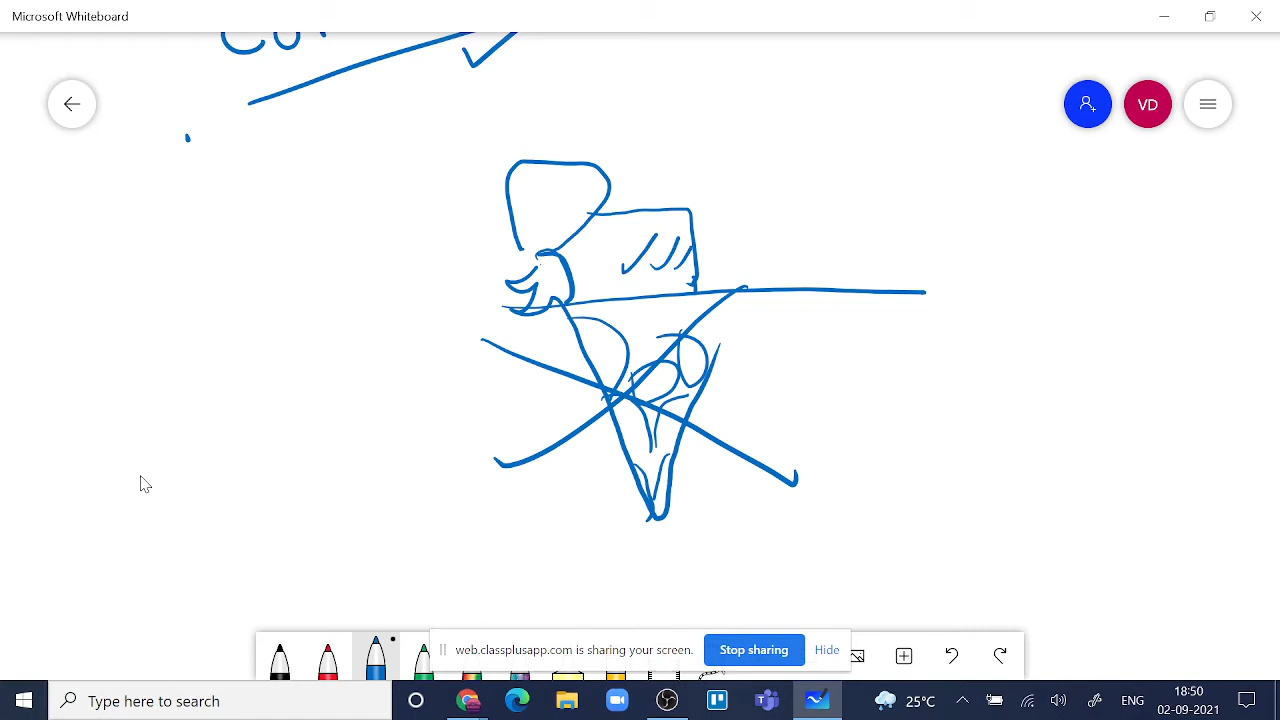 Microsoft Whiteboard
VD
web.classplusapp.com is sharing your screen.
Stop sharing
Hide
Type here to search
25°C
ENG
18:50
02-09-2021